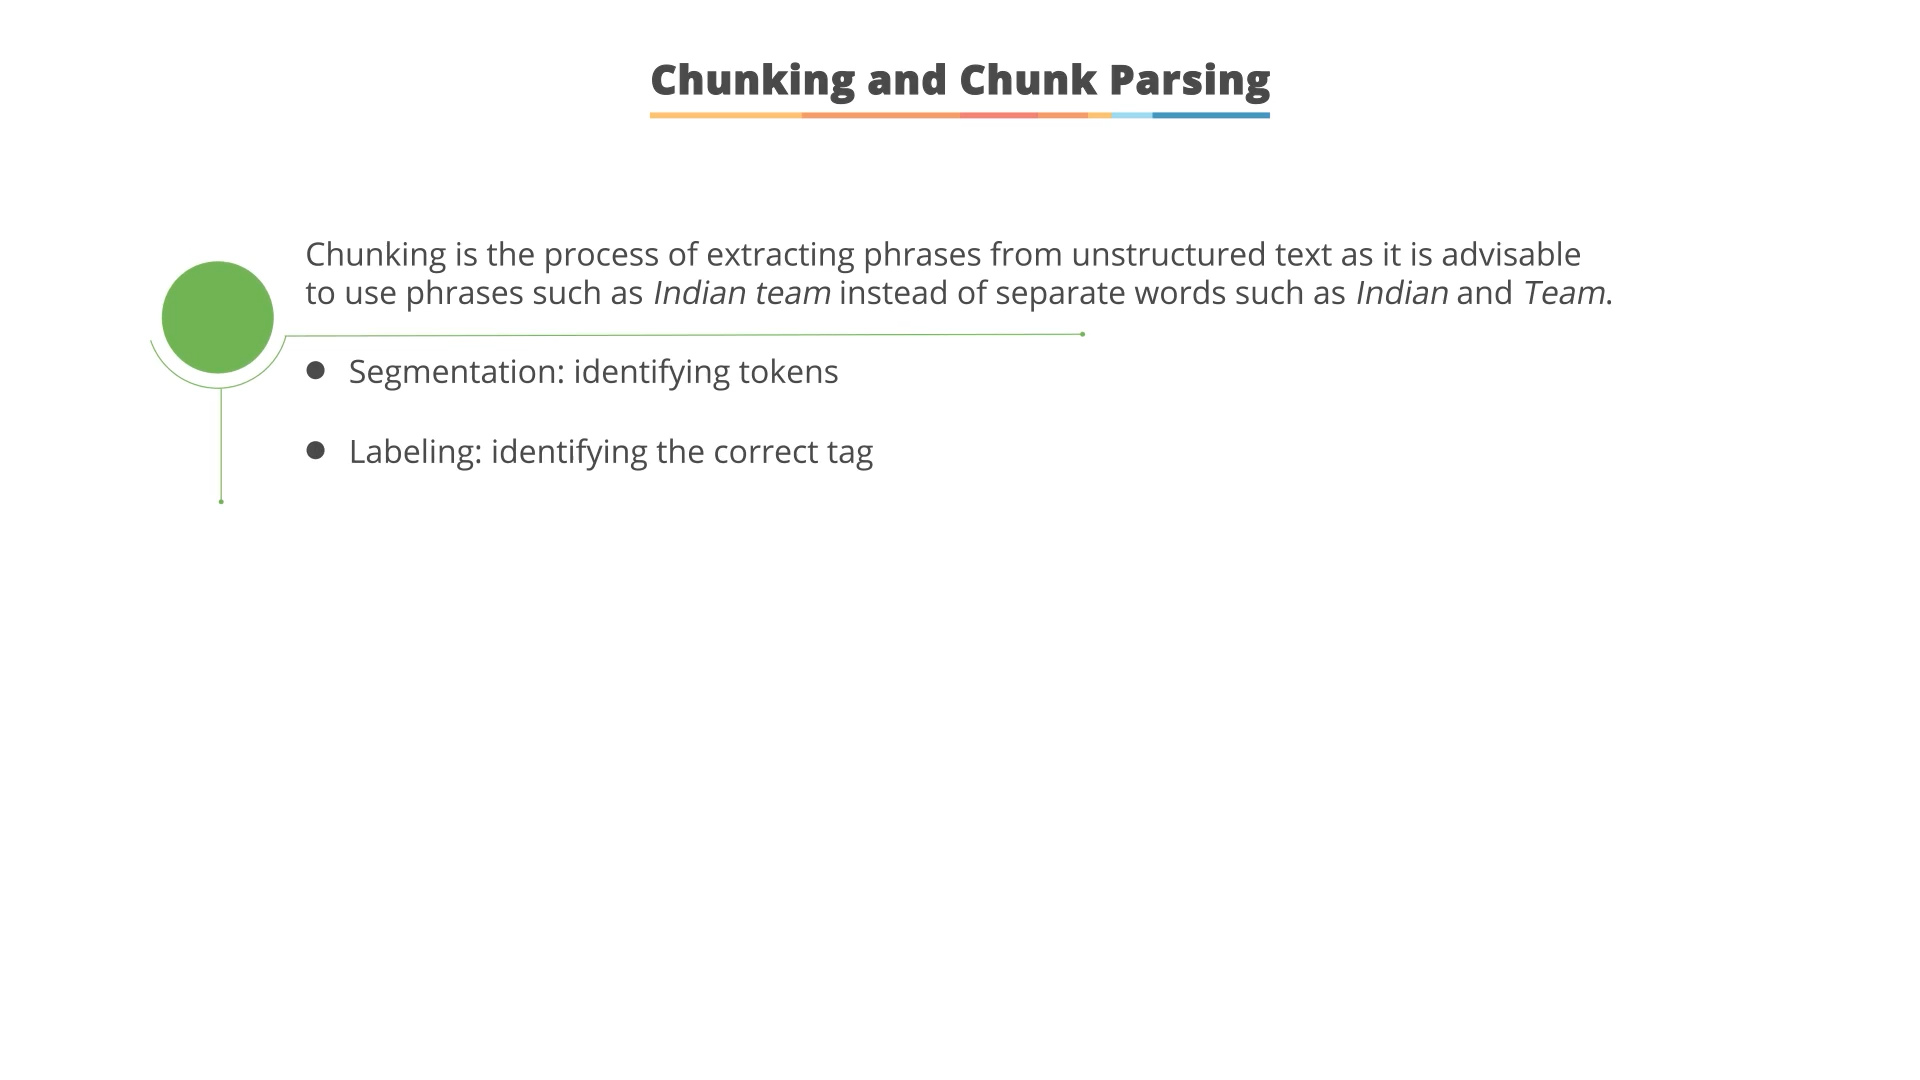 Chunking and Chunk Parsing
Chunking is the process of extracting phrases from unstructured text as it is advisable
to use phrases such as Indian team instead of separate words such as Indian and Team.
● Segmentation: identifying tokens
● Labeling: identifying the correct tag